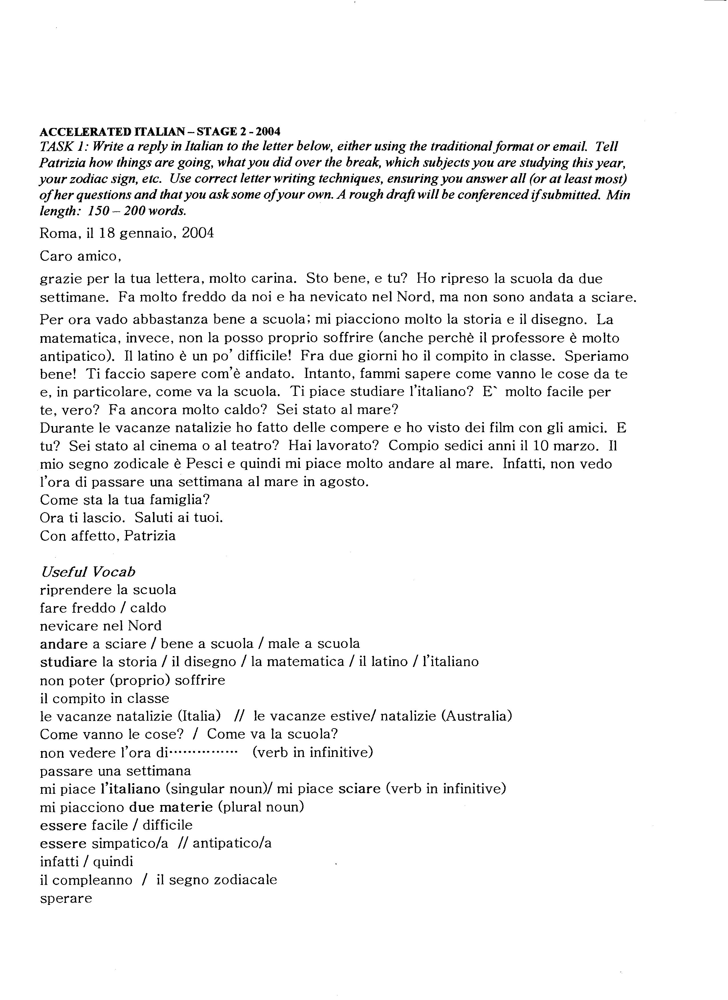 ACCELERATED ITALIAN – STAGE 2 - 2004
TASK 1: Write a reply in Italian to the letter below, either using the traditional format or email. Tell
Patrizia how things are going, what you did over the break, which subjects you are studying this year,
your zodiac sign, etc. Use correct letter writing techniques, ensuring you answer all (or at least most)
of her questions and that you ask some of your own. A rough draft will be conferenced if submitted. Min
length: 150 – 200 words.
Roma, il 18 gennaio, 2004
Caro amico,
grazie per la tua lettera, molto carina. Sto bene, e tu? Ho ripreso la scuola da due
settimane. Fa molto freddo da noi e ha nevicato nel Nord, ma non sono andata a sciare.
Per ora vado abbastanza bene a scuola; mi piacciono molto la storia e il disegno. La
matematica, invece, non la posso proprio soffrire (anche perchè il professore è molto
antipatico). Il latino è un po' difficile! Fra due giorni ho il compito in classe. Speriamo
bene! Ti faccio sapere com'è andato. Intanto, fammi sapere come vanno le cose da te
e, in particolare, come va la scuola. Ti piace studiare l'italiano? E` molto facile per
te, vero? Fa ancora molto caldo? Sei stato al mare?
Durante le vacanze natalizie ho fatto delle compere e ho visto dei film con gli amici. E
tu? Sei stato al cinema o al teatro? Hai lavorato? Compio sedici anni il 10 marzo. Il
mio segno zodicale è Pesci e quindi mi piace molto andare al mare. Infatti, non vedo
l'ora di passare una settimana al mare in agosto.
Come sta la tua famiglia?
Ora ti lascio. Saluti ai tuoi.
Con affetto, Patrizia
Useful Vocab
riprendere la scuola
fare freddo / caldo
nevicare nel Nord
andare a sciare / bene a scuola / male a scuola
studiare la storia / il disegno / la matematica / il latino / l'italiano
non poter (proprio) soffrire
il compito in classe
le vacanze natalizie (Italia) // le vacanze estive/ natalizie (Australia)
Come vanno le cose? / Come va la scuola?
non vedere l'ora di............... (verb in infinitive)
passare una settimana
mi piace l'italiano (singular noun)/ mi piace sciare (verb in infinitive)
mi piacciono due materie (plural noun)
essere facile / difficile
essere simpatico/a // antipatico/a
infatti / quindi
il compleanno / il segno zodiacale
sperare